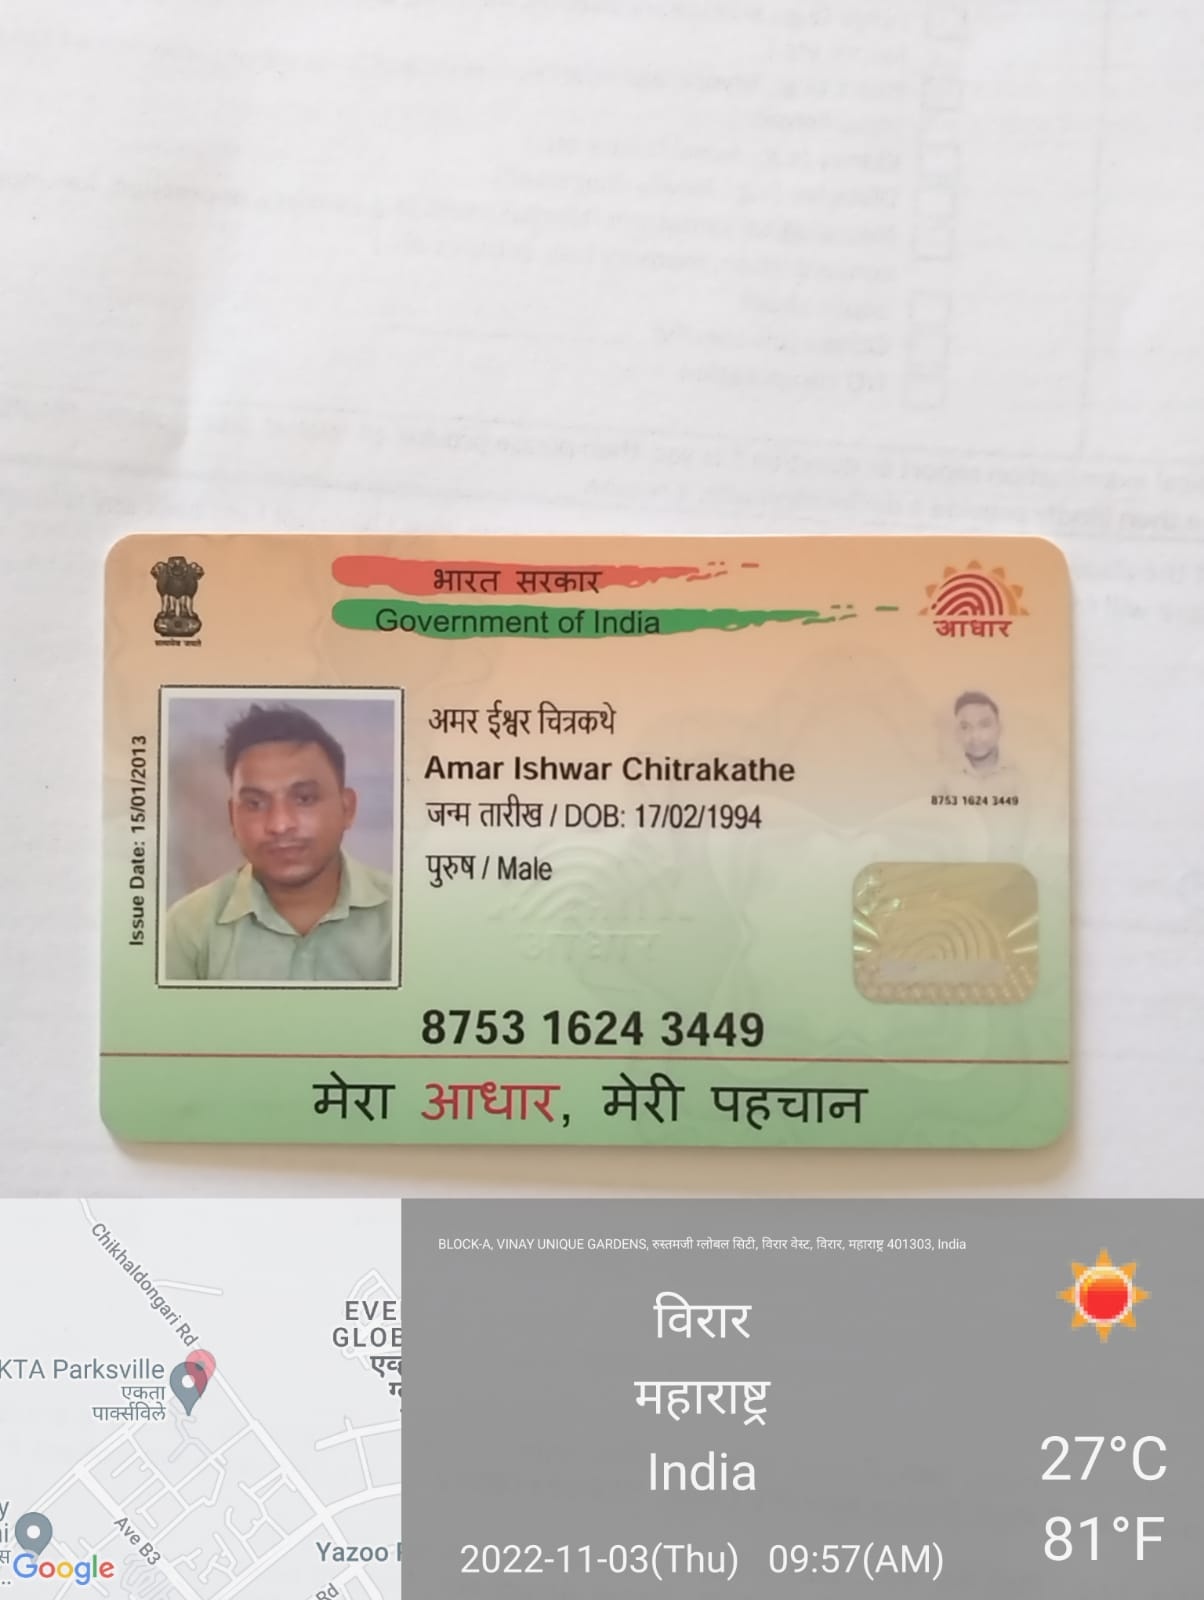 भारत सरकार
Government of India
सत्यमेव जयते
आधार
Issue Date: 15/01/2013
अमर ईश्वर चित्रकथे
Amar Ishwar Chitrakathe
जन्म तारीख / DOB: 17/02/1994
पुरुष / Male
8753 1624 3449
आधार
8753 1624 3449
मेरा आधार, मेरी पहचान
Chikhaldongari Rd
KTA Parksville
एकता
पार्क्सविले
EVE
GLOB
Ave B3
Yazoo
Rd
Google
BLOCK-A, VINAY UNIQUE GARDENS, रुस्तमजी ग्लोबल सिटी, विरार वेस्ट, विरार, महाराष्ट्र 401303, India
विरार
महाराष्ट्र
India
2022-11-03(Thu) 09:57(AM)
27°C
81°F